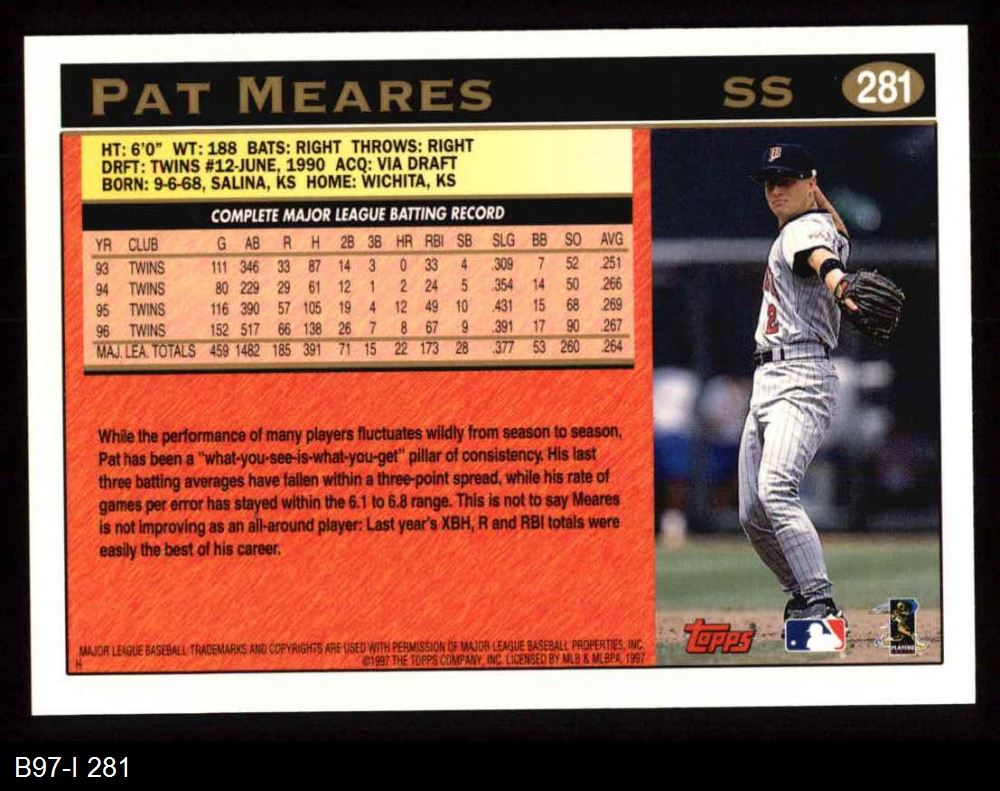 PAT MEARES SS 281
HT: 6'0" WT: 188 BATS: RIGHT THROWS: RIGHT
DRFT: TWINS #12-JUNE, 1990 ACQ: VIA DRAFT
BORN: 9-6-68, SALINA, KS HOME: WICHITA, KS
COMPLETE MAJOR LEAGUE BATTING RECORD
YR CLUB G AB R H 2B 3B HR RBI SB SLG BB SO AVG
93 TWINS 111 346 33 87 14 3 0 33 4 .309 7 52 .251
94 TWINS 80 229 29 61 12 1 2 24 5 .354 14 50 .266
95 TWINS 116 390 57 105 19 4 12 49 10 .431 15 68 .269
96 TWINS 152 517 66 138 26 7 8 67 9 .391 17 90 .267
MAJ. LEA. TOTALS 459 1482 185 391 71 15 22 173 28 .377 53 260 .264
While the performance of many players fluctuates wildly from season to season,
Pat has been a "what-you-see-is-what-you-get" pillar of consistency. His last
three batting averages have fallen within a three-point spread, while his rate of
games per error has stayed within the 6.1 to 6.8 range. This is not to say Meares
is not improving as an all-around player: Last year's XBH, R and RBI totals were
easily the best of his career.
2
Topps
PLAYERS
MAJOR LEAGUE BASEBALL TRADEMARKS AND COPYRIGHTS ARE USED WITH PERMISSION OF MAJOR LEAGUE BASEBALL PROPERTIES, INC.
H ©1997 THE TOPPS COMPANY, INC. LICENSED BY MLB & MLBPA, 1997
B97-I 281